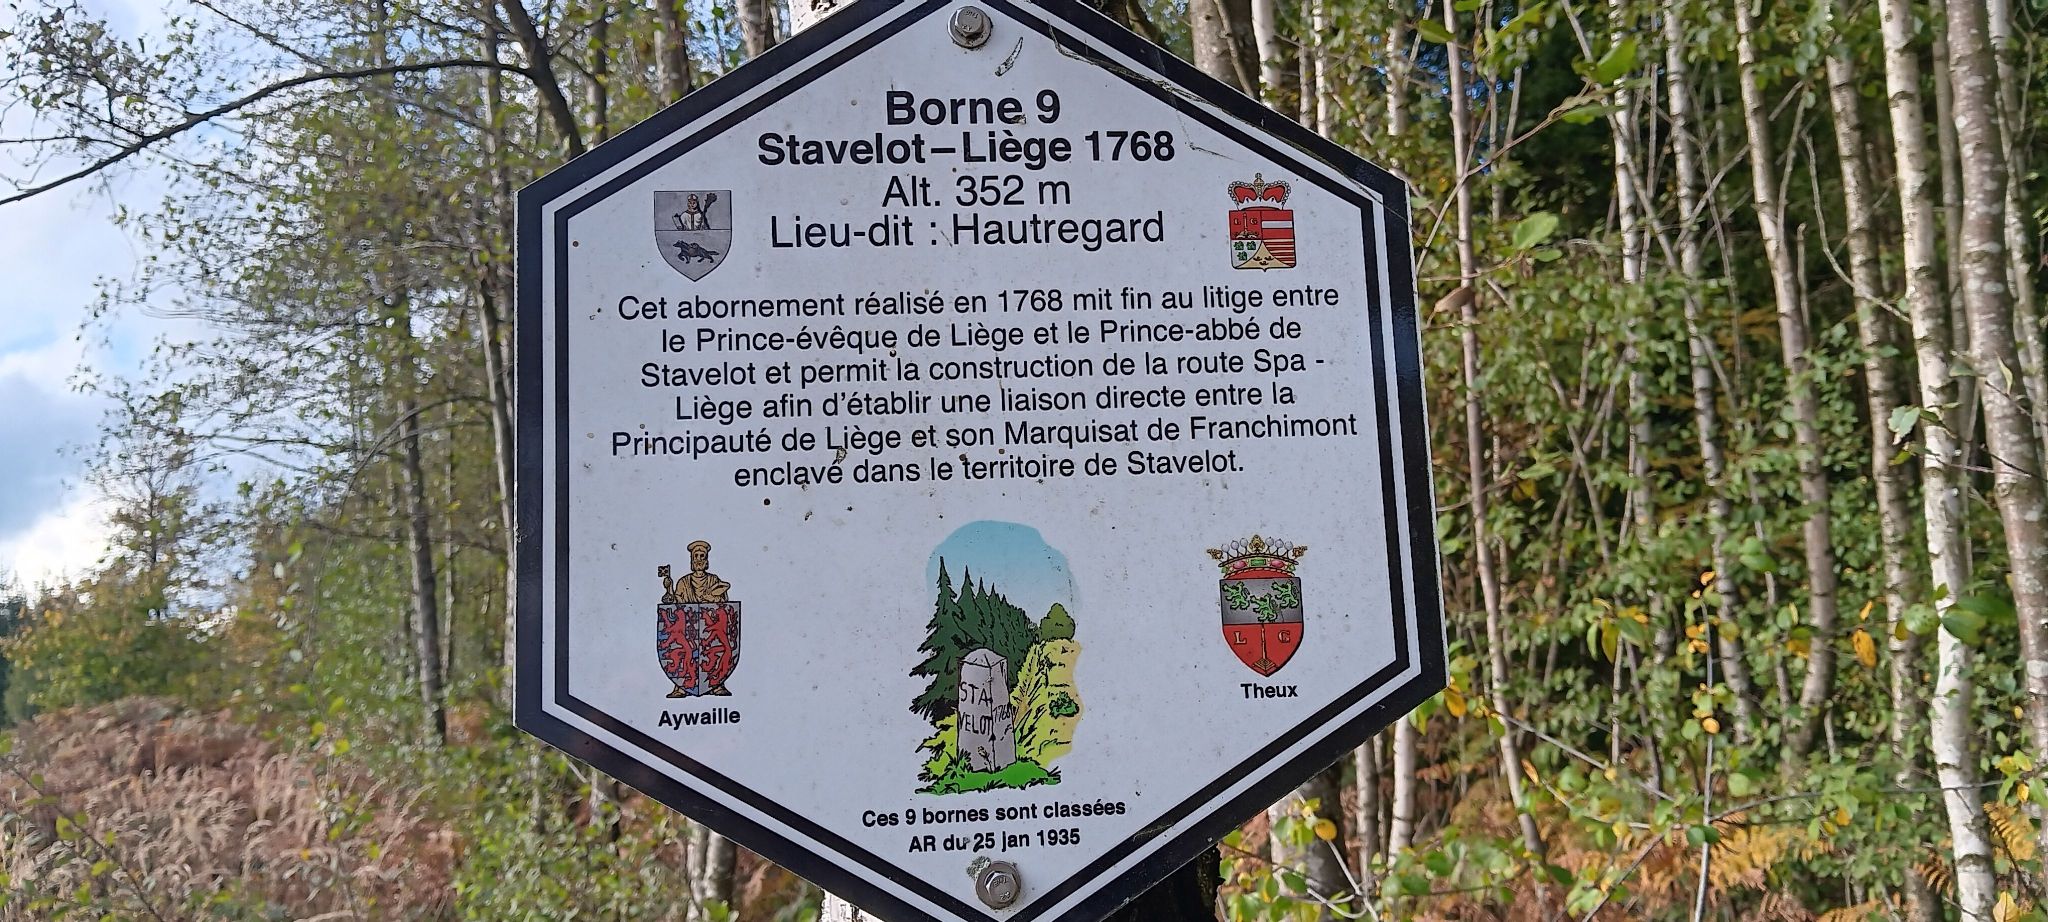 Borne 9
Stavelot–Liège 1768
Alt. 352 m
Lieu-dit : Hautregard
Cet abornement réalisé en 1768 mit fin au litige entre
le Prince-évêque de Liège et le Prince-abbé de
Stavelot et permit la construction de la route Spa -
Liège afin d'établir une liaison directe entre la
Principauté de Liège et son Marquisat de Franchimont
enclavé dans le territoire de Stavelot.
STA
VELOT
1768
L G
Aywaille
Theux
Ces 9 bornes sont classées
AR du 25 jan 1935